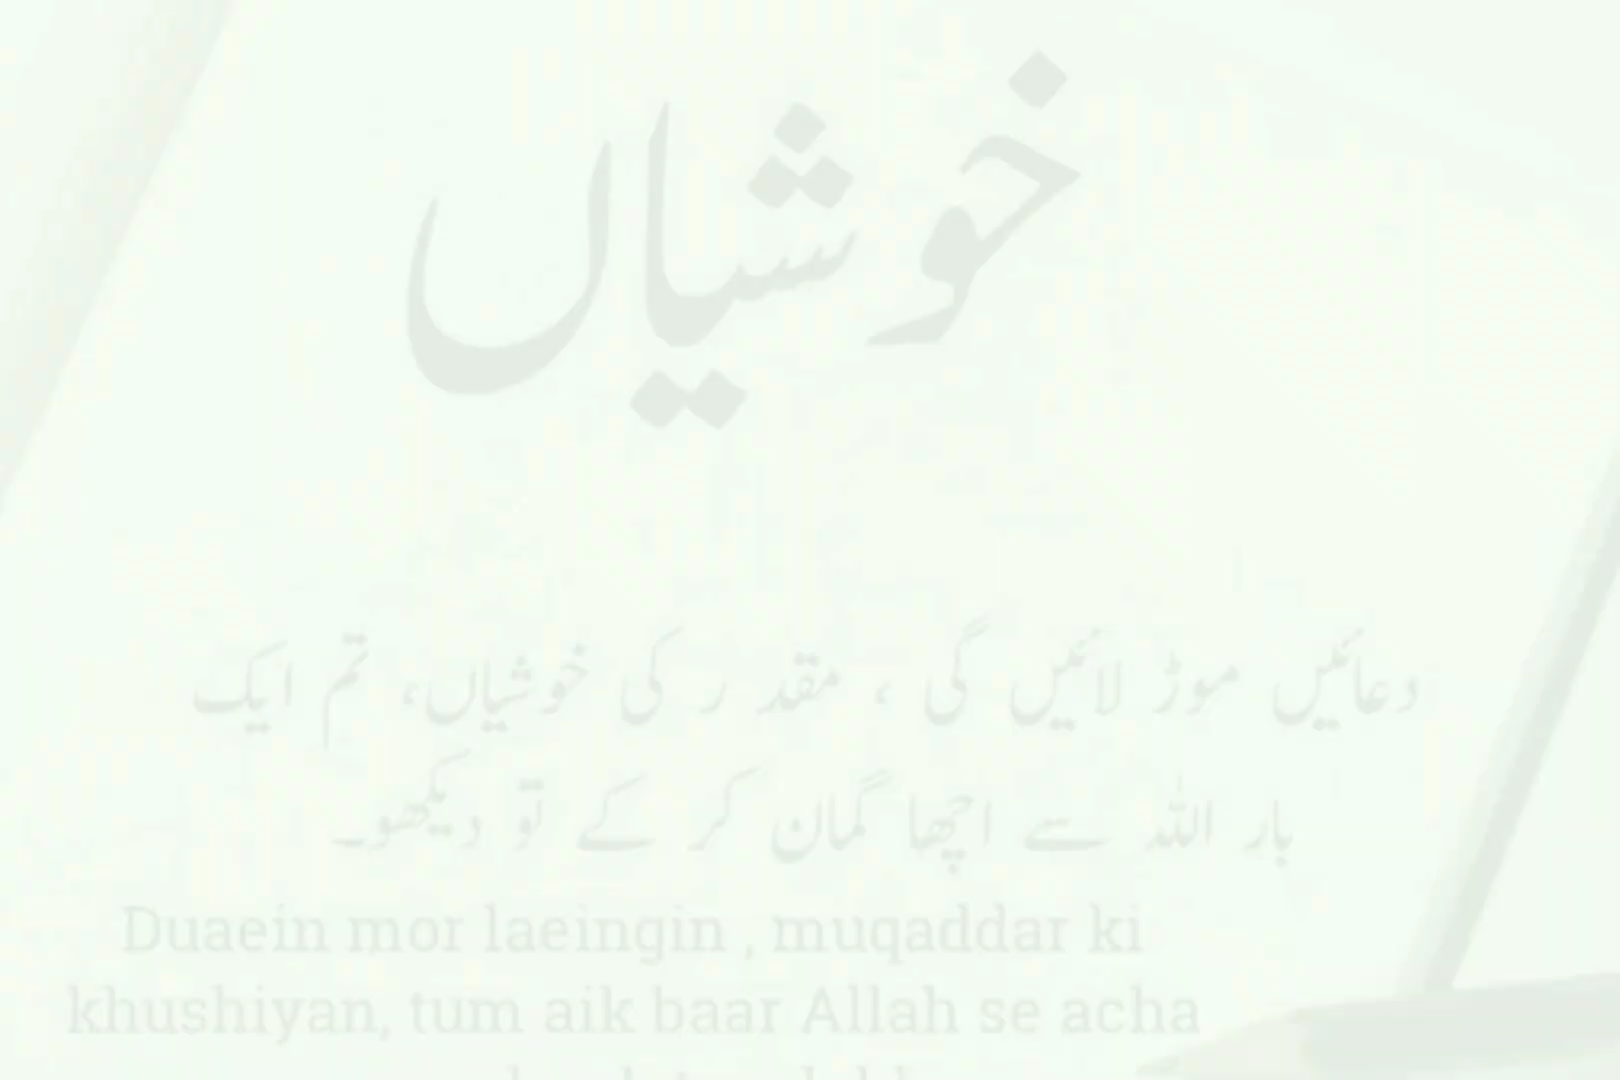 خوشیاں
دعائیں موڑ لائیں گی ، مقدر کی خوشیاں، تم ایک
بار اللہ سے اچھا گمان کر کے تو دیکھو۔
Duaein mor laeingin , muqaddar ki
khushiyan, tum aik baar Allah se acha